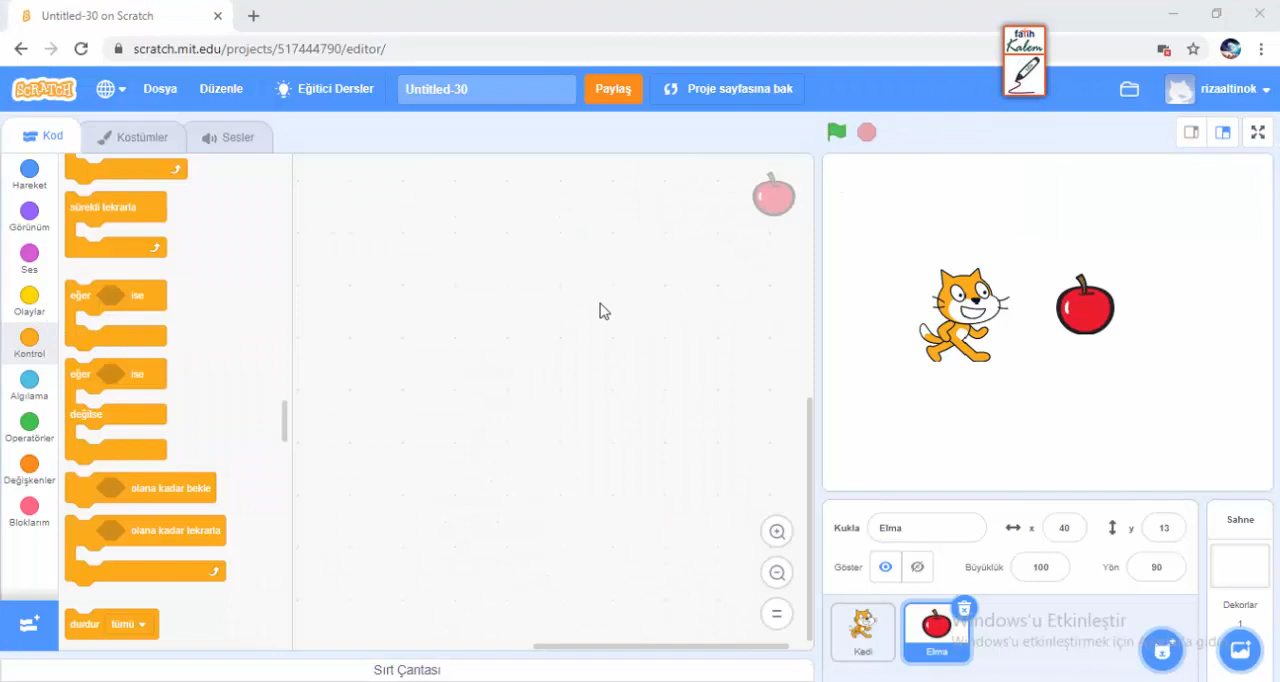 Untitled-30 on Scratch
scratch.mit.edu/projects/517444790/editor/
fatih
Kalem
SCRATCH
Dosya
Düzenle
Eğitici Dersler
Untitled-30
Paylaş
Proje sayfasına bak
rizaaltinok
Kod
Kostümler
Sesler
Hareket
Görünüm
Ses
Olaylar
Kontrol
Algılama
Operatörler
Değişkenler
Bloklarım
sürekli tekrarla
eğer ise
eğer ise
değilse
olana kadar bekle
olana kadar tekrarla
durdur tümü
Sırt Çantası
Kukla Elma x 40 y 13
Göster Büyüklük 100 Yön 90
Kedi
Elma
Sahne
Dekorlar
1
Windows'u Etkinleştir